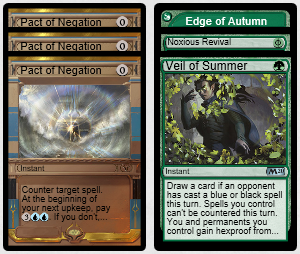 Pact of Negation 0
Pact of Negation 0
Pact of Negation 0
Instant
Counter target spell.
At the beginning of
your next upkeep, pay
3 If you don't,...
Edge of Autumn
Noxious Revival
Veil of Summer
Instant
M20
Draw a card if an opponent
has cast a blue or black spell
this turn. Spells you control
can't be countered this turn.
You and permanents you
control gain hexproof from...